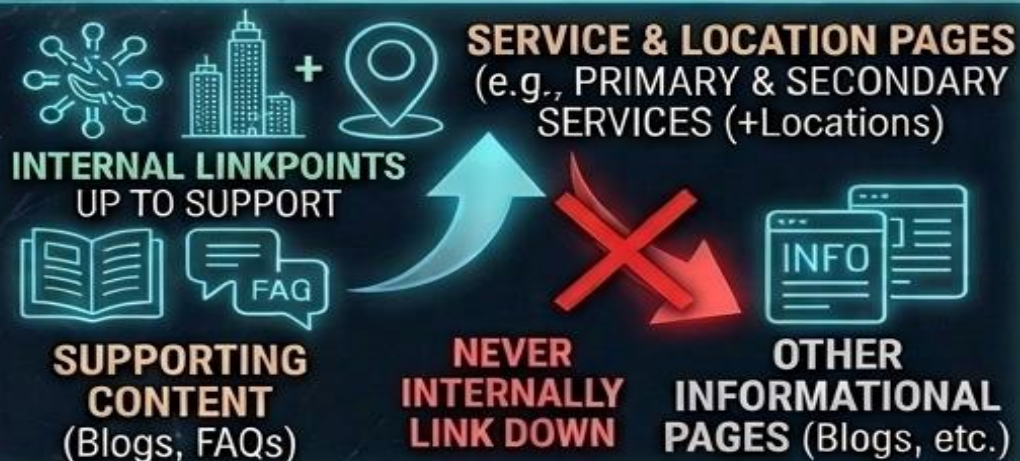 SERVICE & LOCATION PAGES
(e.g., PRIMARY & SECONDARY
SERVICES (+Locations)
+
INTERNAL LINKPOINTS
UP TO SUPPORT
FAG
INFO
SUPPORTING
CONTENT
(Blogs, FAQs)
NEVER
INTERNALLY
LINK DOWN
OTHER
INFORMATIONAL
PAGES (Blogs, etc.)